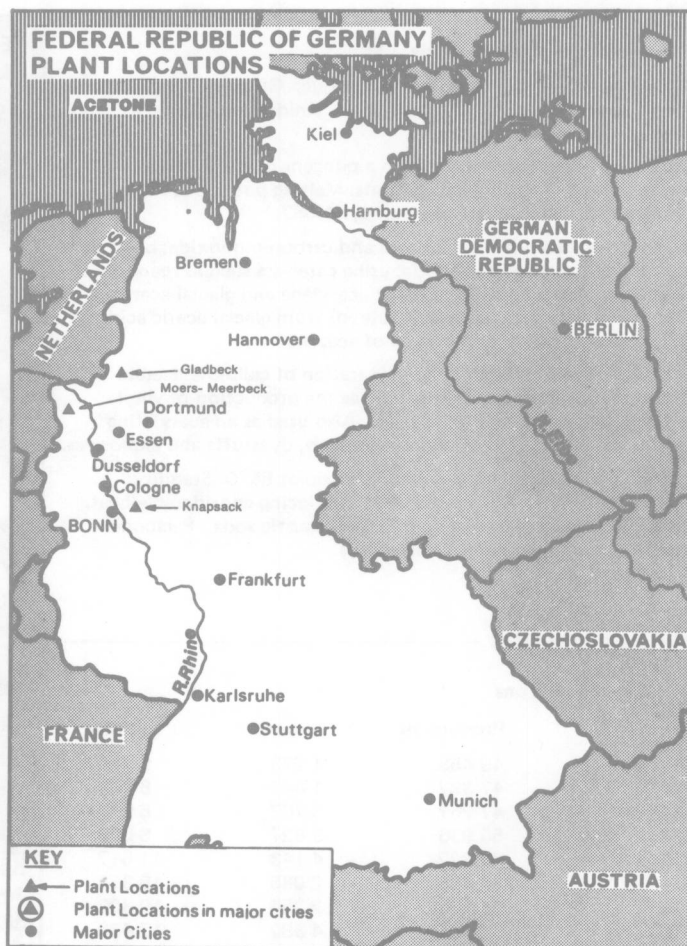 FEDERAL REPUBLIC OF GERMANY
PLANT LOCATIONS
ACETONE
Kiel
Hamburg
NETHERLANDS
GERMAN
DEMOCRATIC
REPUBLIC
Bremen
BERLIN
Hannover
Gladbeck
Moers- Meerbeck
Dortmund
Essen
R.Elbe
Dusseldorf
Cologne
Knapsack
BONN
Frankfurt
CZECHOSLOVAKIA
R.Rhin
Karlsruhe
FRANCE
Stuttgart
Munich
AUSTRIA
KEY
Plant Locations
Plant Locations in major cities
Major Cities